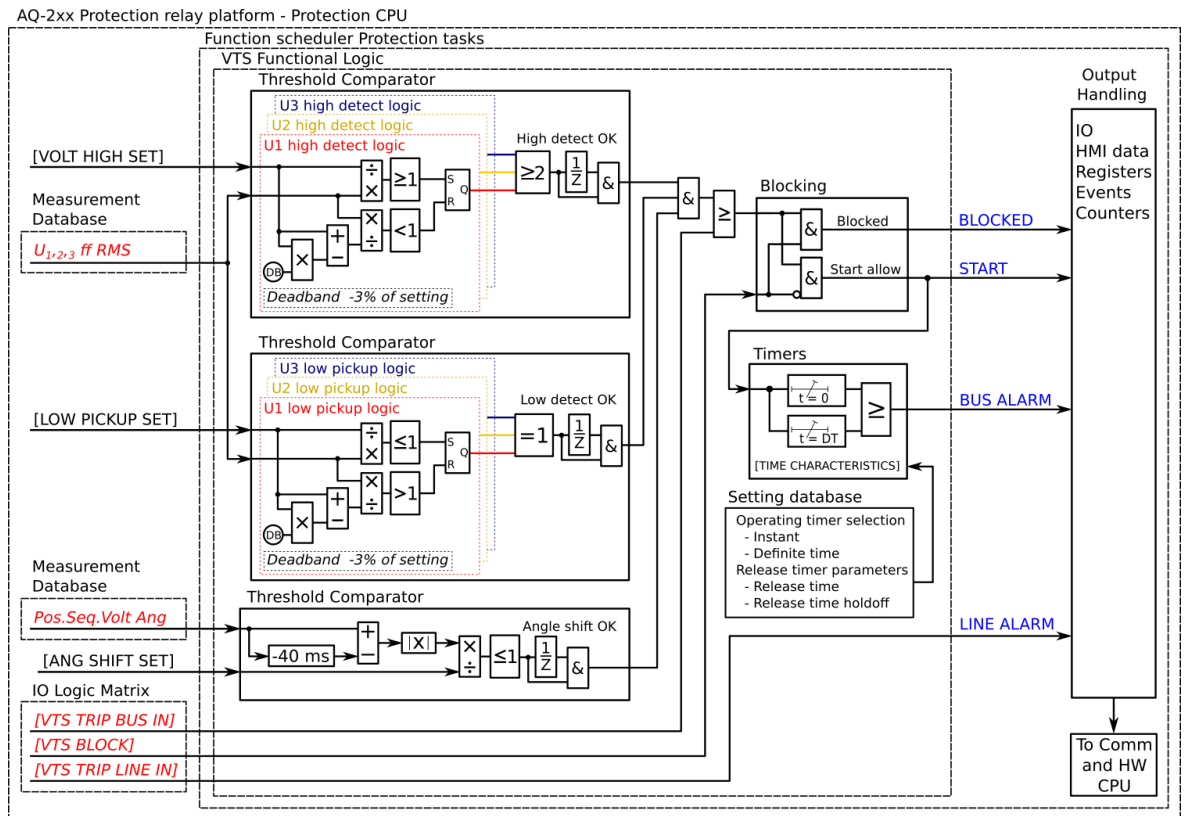 AQ-2xx Protection relay platform - Protection CPU
Function scheduler Protection tasks
VTS Functional Logic
Threshold Comparator
U3 high detect logic
U2 high detect logic
U1 high detect logic
High detect OK
[VOLT HIGH SET]
÷
×
≥1
S
Q
R
≥2
1
Z
&
Measurement
Database
U1,2,3 ff RMS
×
÷
<1
+
−
×
DB
Deadband -3% of setting
&
≥
Blocking
&
Blocked
&
Start allow
BLOCKED
START
Output
Handling
IO
HMI data
Registers
Events
Counters
Threshold Comparator
U3 low pickup logic
U2 low pickup logic
U1 low pickup logic
Low detect OK
[LOW PICKUP SET]
÷
×
≤1
S
Q
R
=1
1
Z
&
×
÷
>1
+
−
×
DB
Deadband -3% of setting
Timers
t = 0
t = DT
≥
[TIME CHARACTERISTICS]
BUS ALARM
Setting database
Operating timer selection
- Instant
- Definite time
Release timer parameters
- Release time
- Release time holdoff
Measurement
Database
Pos.Seq.Volt Ang
Threshold Comparator
Angle shift OK
-40 ms
+
−
|X|
×
÷
≤1
1
Z
&
[ANG SHIFT SET]
LINE ALARM
IO Logic Matrix
[VTS TRIP BUS IN]
[VTS BLOCK]
[VTS TRIP LINE IN]
To Comm
and HW
CPU